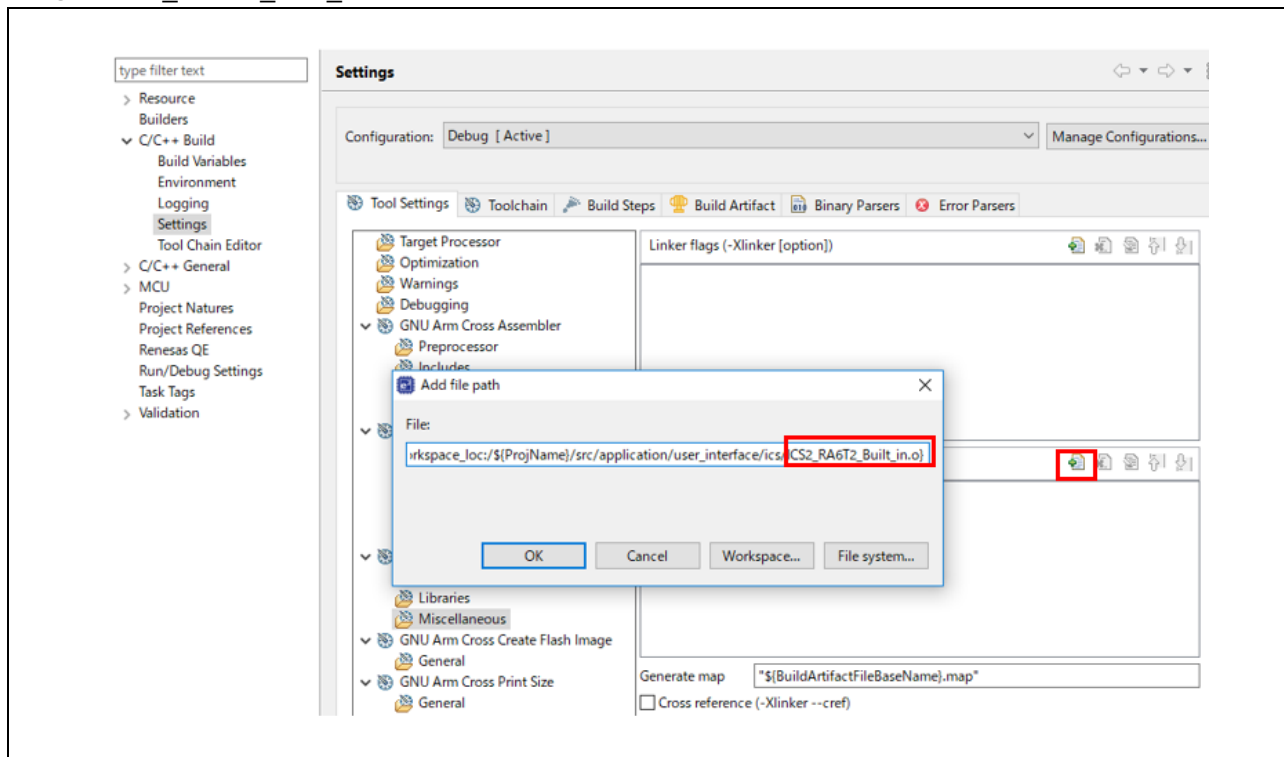 type filter text
Settings
Resource
Builders
C/C++ Build
Build Variables
Environment
Logging
Settings
Tool Chain Editor
C/C++ General
MCU
Project Natures
Project References
Renesas QE
Run/Debug Settings
Task Tags
Validation
Configuration: Debug [ Active ]
Manage Configurations...
Tool Settings Toolchain Build Steps Build Artifact Binary Parsers Error Parsers
Target Processor
Optimization
Warnings
Debugging
GNU Arm Cross Assembler
Preprocessor
Includes
Linker flags (-Xlinker [option])
Add file path
File:
rkspace_loc:/${ProjName}/src/application/user_interface/ics/ICS2_RA6T2_Built_in.o}
OK Cancel Workspace... File system...
Libraries
Miscellaneous
GNU Arm Cross Create Flash Image
General
GNU Arm Cross Print Size
General
Generate map "${BuildArtifactFileBaseName}.map"
Cross reference (-Xlinker --cref)